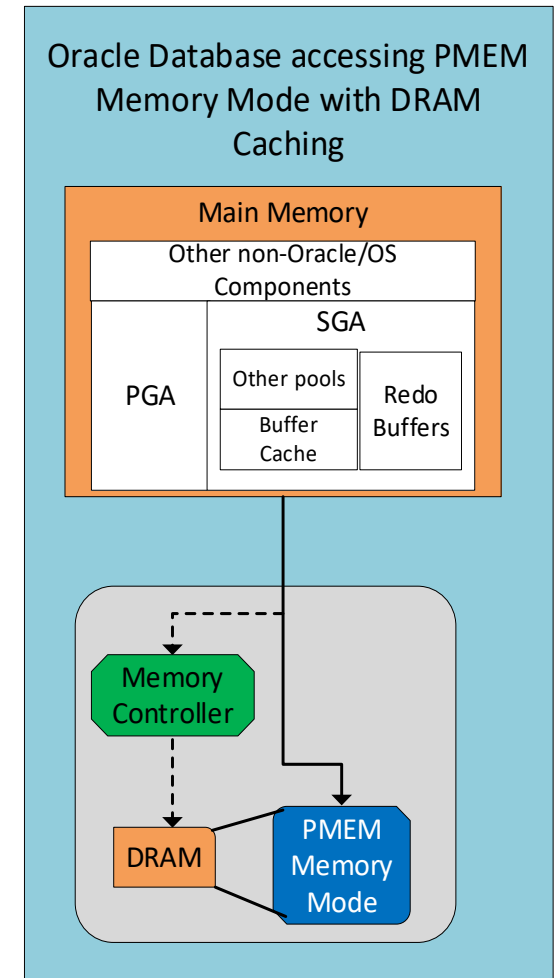 Oracle Database accessing PMEM
Memory Mode with DRAM
Caching
Main Memory
Other non-Oracle/OS
Components
PGA
SGA
Other pools
Buffer
Cache
Redo
Buffers
Memory
Controller
DRAM
PMEM
Memory
Mode